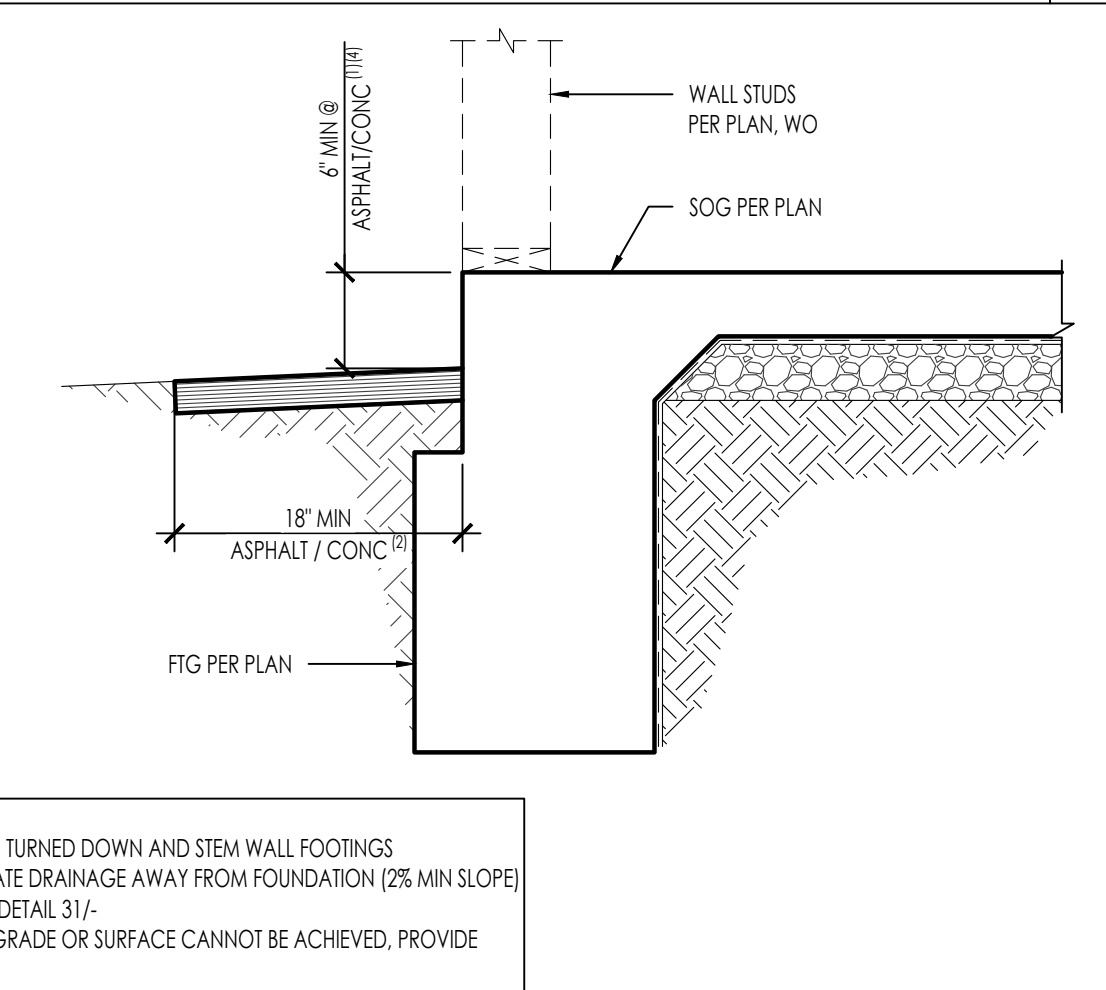 6" MIN @
ASPHALT/CONC (1)(4)
WALL STUDS
PER PLAN, WO
SOG PER PLAN
18" MIN
ASPHALT / CONC (2)
FTG PER PLAN
TURNED DOWN AND STEM WALL FOOTINGS
ATE DRAINAGE AWAY FROM FOUNDATION (2% MIN SLOPE)
DETAIL 31/-
GRADE OR SURFACE CANNOT BE ACHIEVED, PROVIDE